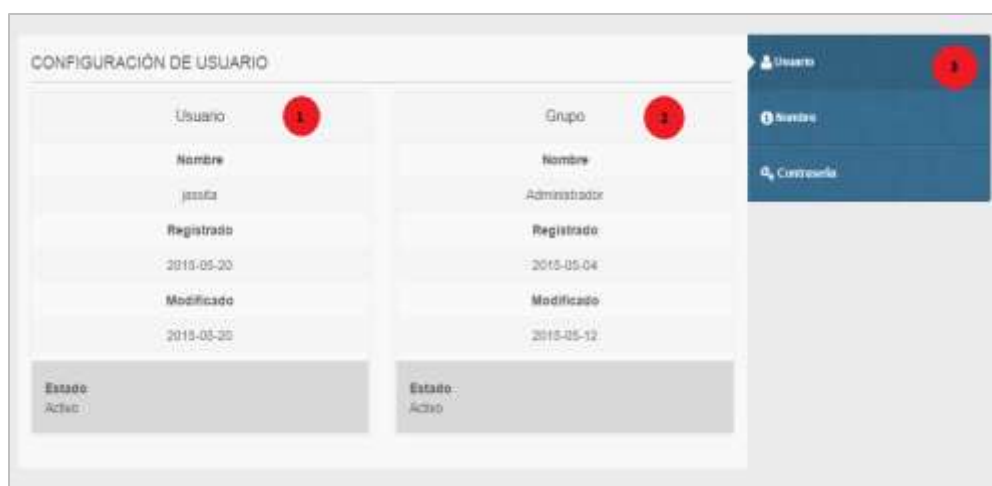 CONFIGURACIÓN DE USUARIO
Usuario 1
Nombre
jassita
Registrado
2015-05-20
Modificado
2015-05-20
Estado
Activo
Grupo 2
Nombre
Administrador
Registrado
2015-05-04
Modificado
2015-05-12
Estado
Activo
Usuario 3
Nombre
Contraseña